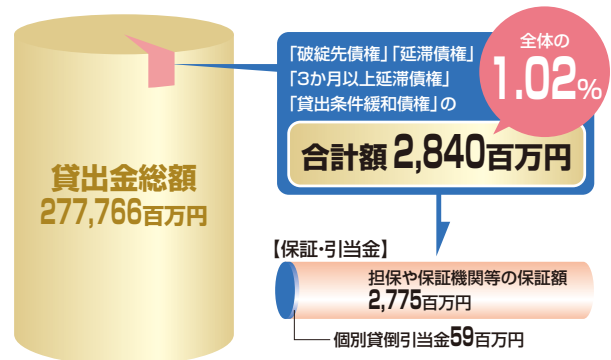 「破綻先債権」「延滞債権」
「3か月以上延滞債権」
「貸出条件緩和債権」の
全体の
1.02%
合計額 2,840百万円
貸出金総額
277,766百万円
【保証・引当金】
担保や保証機関等の保証額
2,775百万円
個別貸倒引当金59百万円